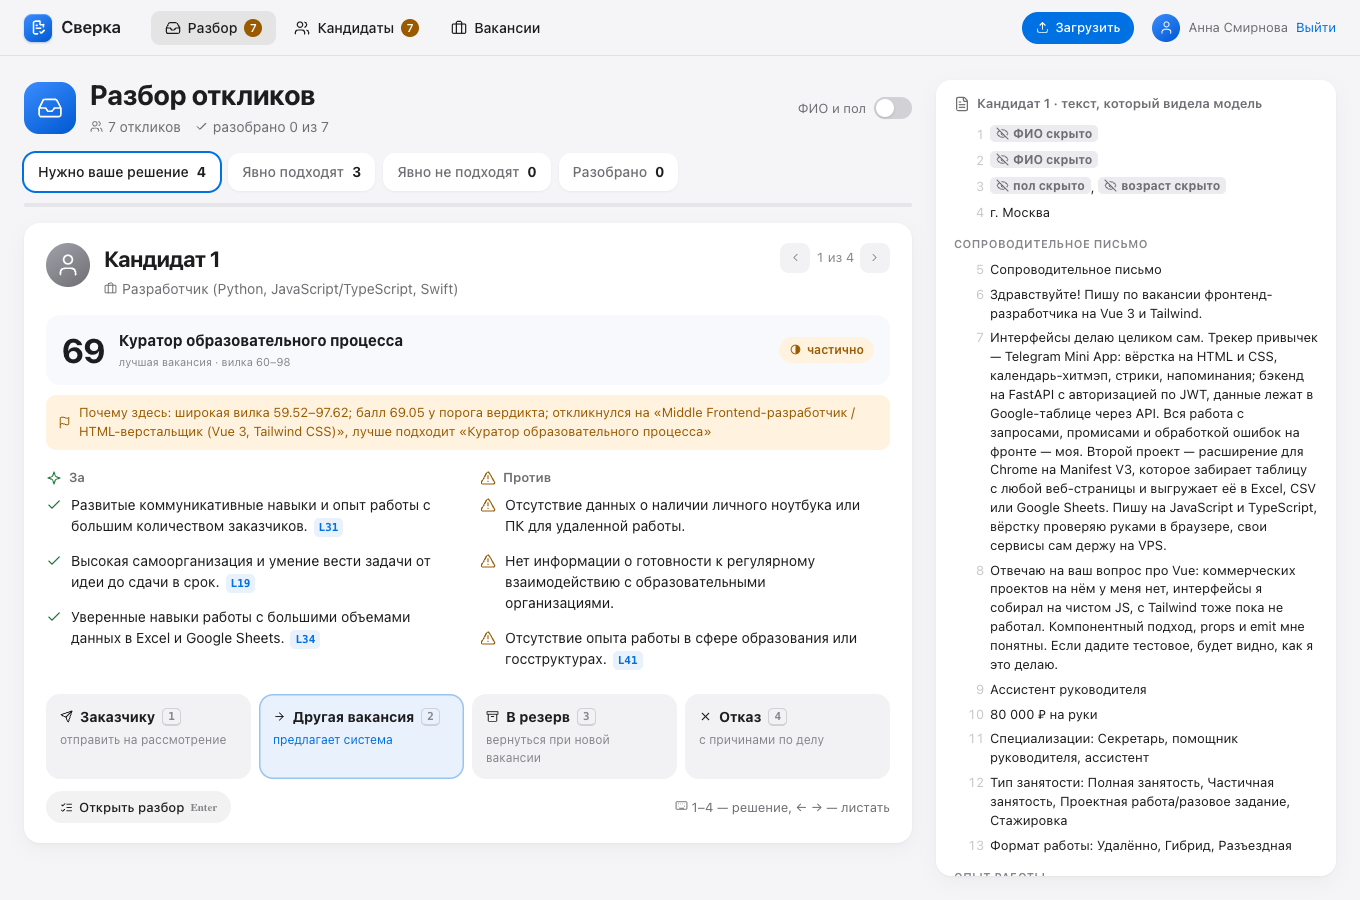 Сверка
Разбор 7
Кандидаты 7
Вакансии
Загрузить
Анна Смирнова Выйти
Разбор откликов
7 откликов разобрано 0 из 7
ФИО и пол
Нужно ваше решение 4
Явно подходят 3
Явно не подходят 0
Разобрано 0
Кандидат 1
Разработчик (Python, JavaScript/TypeScript, Swift)
1 из 4
69
Куратор образовательного процесса
лучшая вакансия · вилка 60–98
частично
Почему здесь: широкая вилка 59.52–97.62; балл 69.05 у порога вердикта; откликнулся на «Middle Frontend-разработчик /
HTML-верстальщик (Vue 3, Tailwind CSS)», лучше подходит «Куратор образовательного процесса»
За
Развитые коммуникативные навыки и опыт работы с
большим количеством заказчиков. L31
Высокая самоорганизация и умение вести задачи от
идеи до сдачи в срок. L19
Уверенные навыки работы с большими объемами
данных в Excel и Google Sheets. L34
Против
Отсутствие данных о наличии личного ноутбука или
ПК для удаленной работы.
Нет информации о готовности к регулярному
взаимодействию с образовательными
организациями.
Отсутствие опыта работы в сфере образования или
госструктурах. L41
Заказчику 1
отправить на рассмотрение
Другая вакансия 2
предлагает система
В резерв 3
вернуться при новой
вакансии
Отказ 4
с причинами по делу
Открыть разбор Enter
1–4 — решение, ← → — листать
Кандидат 1 · текст, который видела модель
1 ФИО скрыто
2 ФИО скрыто
3 пол скрыто , возраст скрыто
4 г. Москва
СОПРОВОДИТЕЛЬНОЕ ПИСЬМО
5 Сопроводительное письмо
6 Здравствуйте! Пишу по вакансии фронтенд-
разработчика на Vue 3 и Tailwind.
7 Интерфейсы делаю целиком сам. Трекер привычек
— Telegram Mini App: вёрстка на HTML и CSS,
календарь-хитмэп, стрики, напоминания; бэкенд
на FastAPI с авторизацией по JWT, данные лежат в
Google-таблице через API. Вся работа с
запросами, промисами и обработкой ошибок на
фронте — моя. Второй проект — расширение для
Chrome на Manifest V3, которое забирает таблицу
с любой веб-страницы и выгружает её в Excel, CSV
или Google Sheets. Пишу на JavaScript и TypeScript,
вёрстку проверяю руками в браузере, свои
сервисы сам держу на VPS.
8 Отвечаю на ваш вопрос про Vue: коммерческих
проектов на нём у меня нет, интерфейсы я
собирал на чистом JS, с Tailwind тоже пока не
работал. Компонентный подход, props и emit мне
понятны. Если дадите тестовое, будет видно, как я
это делаю.
9 Ассистент руководителя
10 80 000 ₽ на руки
11 Специализации: Секретарь, помощник
руководителя, ассистент
12 Тип занятости: Полная занятость, Частичная
занятость, Проектная работа/разовое задание,
Стажировка
13 Формат работы: Удалённо, Гибрид, Разъездная
ОПЫТ РАБОТЫ